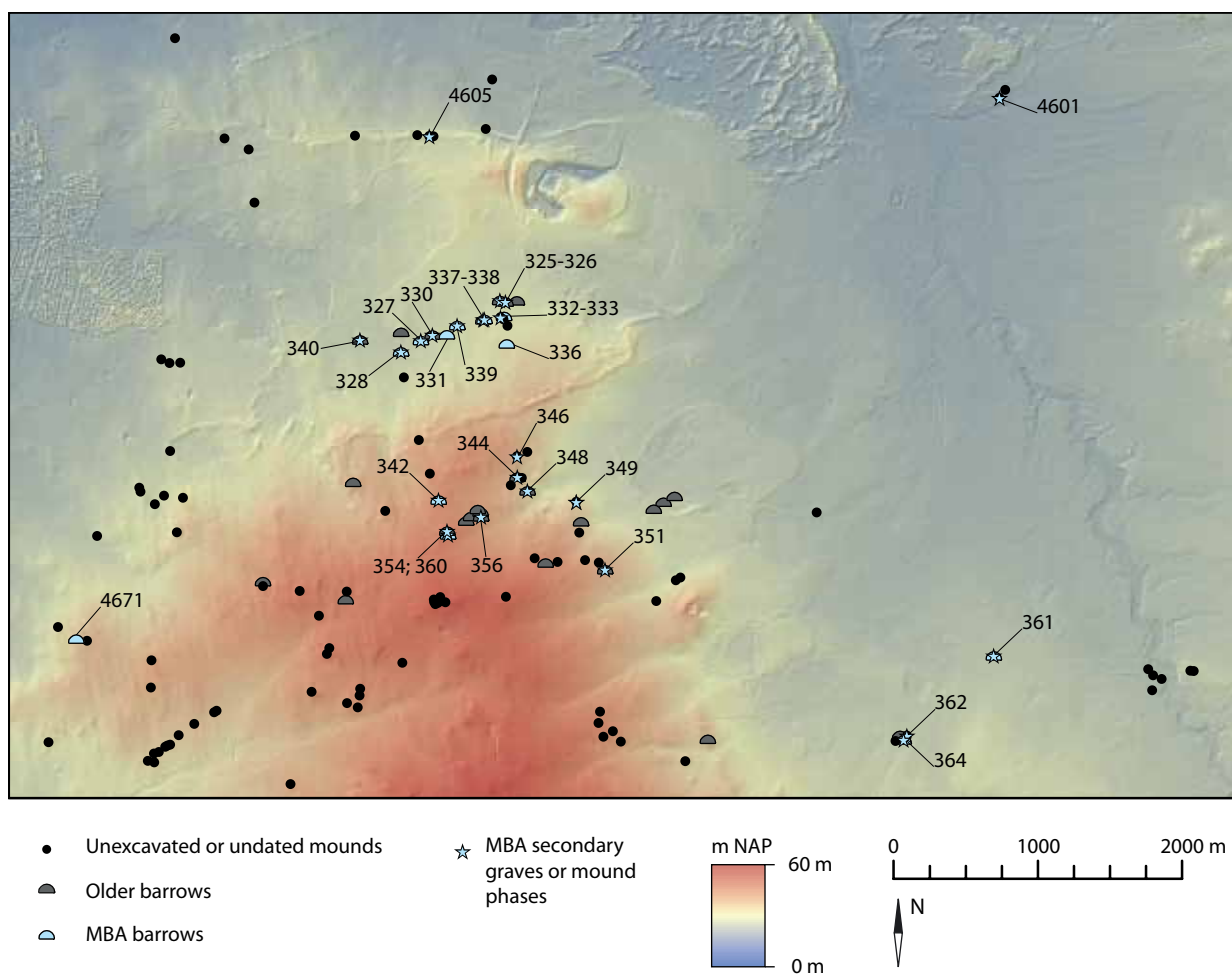 4605
4601
325-326
337-338
330
332-333
327
340
336
328
331
339
346
344
348
342
349
354; 360
356
351
4671
361
362
364
Unexcavated or undated mounds
Older barrows
MBA barrows
MBA secondary
graves or mound
phases
m NAP
60 m
0 m
0 1000 2000 m
N